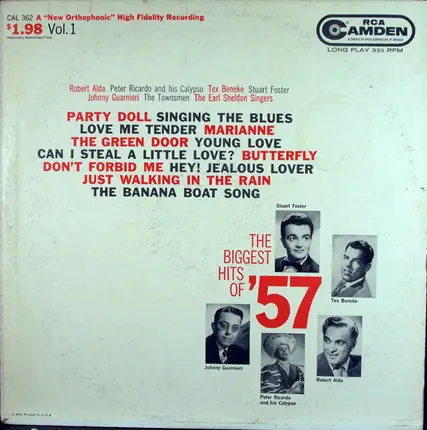 CAL 362 A "New Orthophonic" High Fidelity Recording
$1.98 Vol.1
Nationally Advertised Price
RCA
CAMDEN
LONG PLAY 33⅓ RPM
Robert Alda Peter Ricardo and his Calypso Tex Beneke Stuart Foster
Johnny Guarnieri The Townsmen The Earl Sheldon Singers
PARTY DOLL SINGING THE BLUES
LOVE ME TENDER MARIANNE
THE GREEN DOOR YOUNG LOVE
CAN I STEAL A LITTLE LOVE? BUTTERFLY
DON'T FORBID ME HEY! JEALOUS LOVER
JUST WALKING IN THE RAIN
THE BANANA BOAT SONG
Stuart Foster
THE
BIGGEST
HITS
OF '57
Tex Beneke
Johnny Guarnieri
Robert Alda
Peter Ricardo
and his Calypso